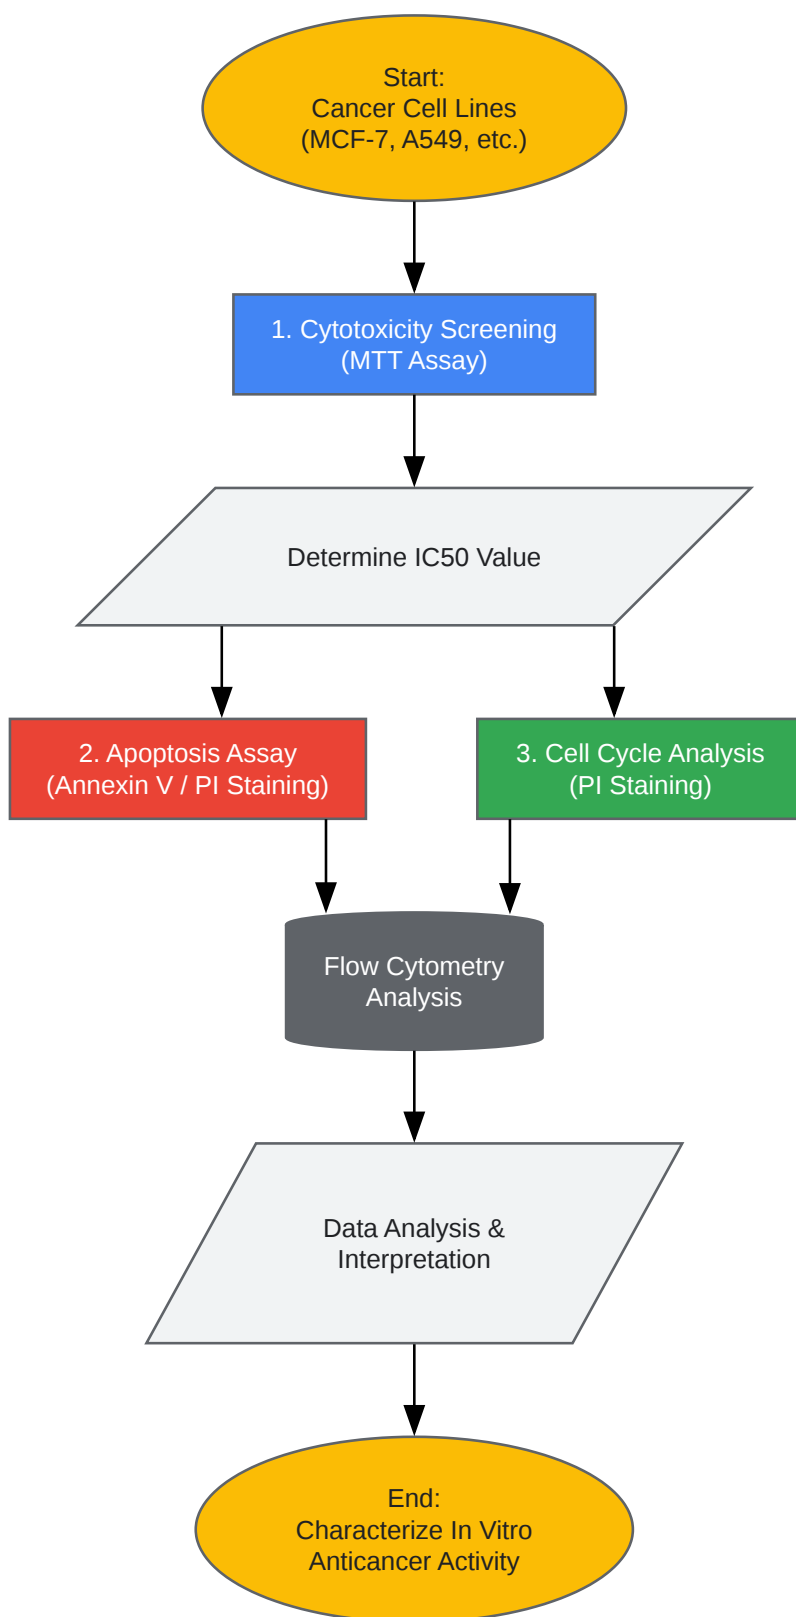 Start:
Cancer Cell Lines
(MCF-7, A549, etc.)
1. Cytotoxicity Screening
(MTT Assay)
Determine IC50 Value
2. Apoptosis Assay
(Annexin V / PI Staining)
3. Cell Cycle Analysis
(PI Staining)
Flow Cytometry
Analysis
Data Analysis &
Interpretation
End:
Characterize In Vitro
Anticancer Activity